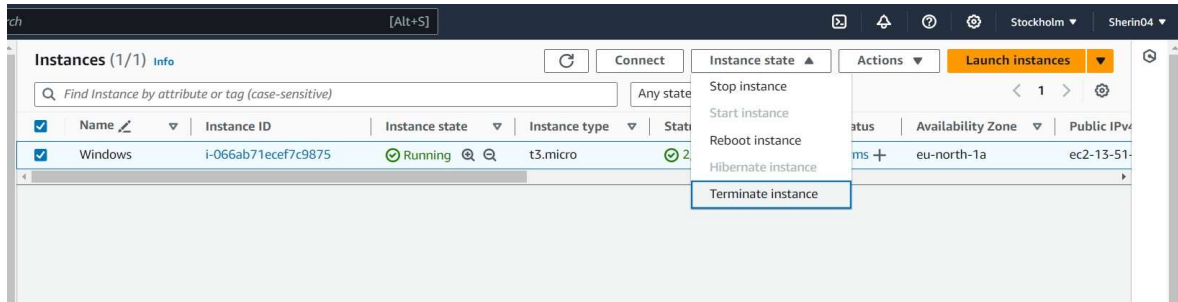 rch [Alt+S] Stockholm ▼ Sherin04 ▼
Instances (1/1) Info Connect Instance state ▲ Actions ▼ Launch instances ▼
Find Instance by attribute or tag (case-sensitive) Any state < 1 >
Stop instance
Start instance
Reboot instance
Hibernate instance
Terminate instance
Name Instance ID Instance state Instance type Statu atus Availability Zone Public IPv4
Windows i-066ab71ecef7c9875 Running t3.micro 2 ms + eu-north-1a ec2-13-51-